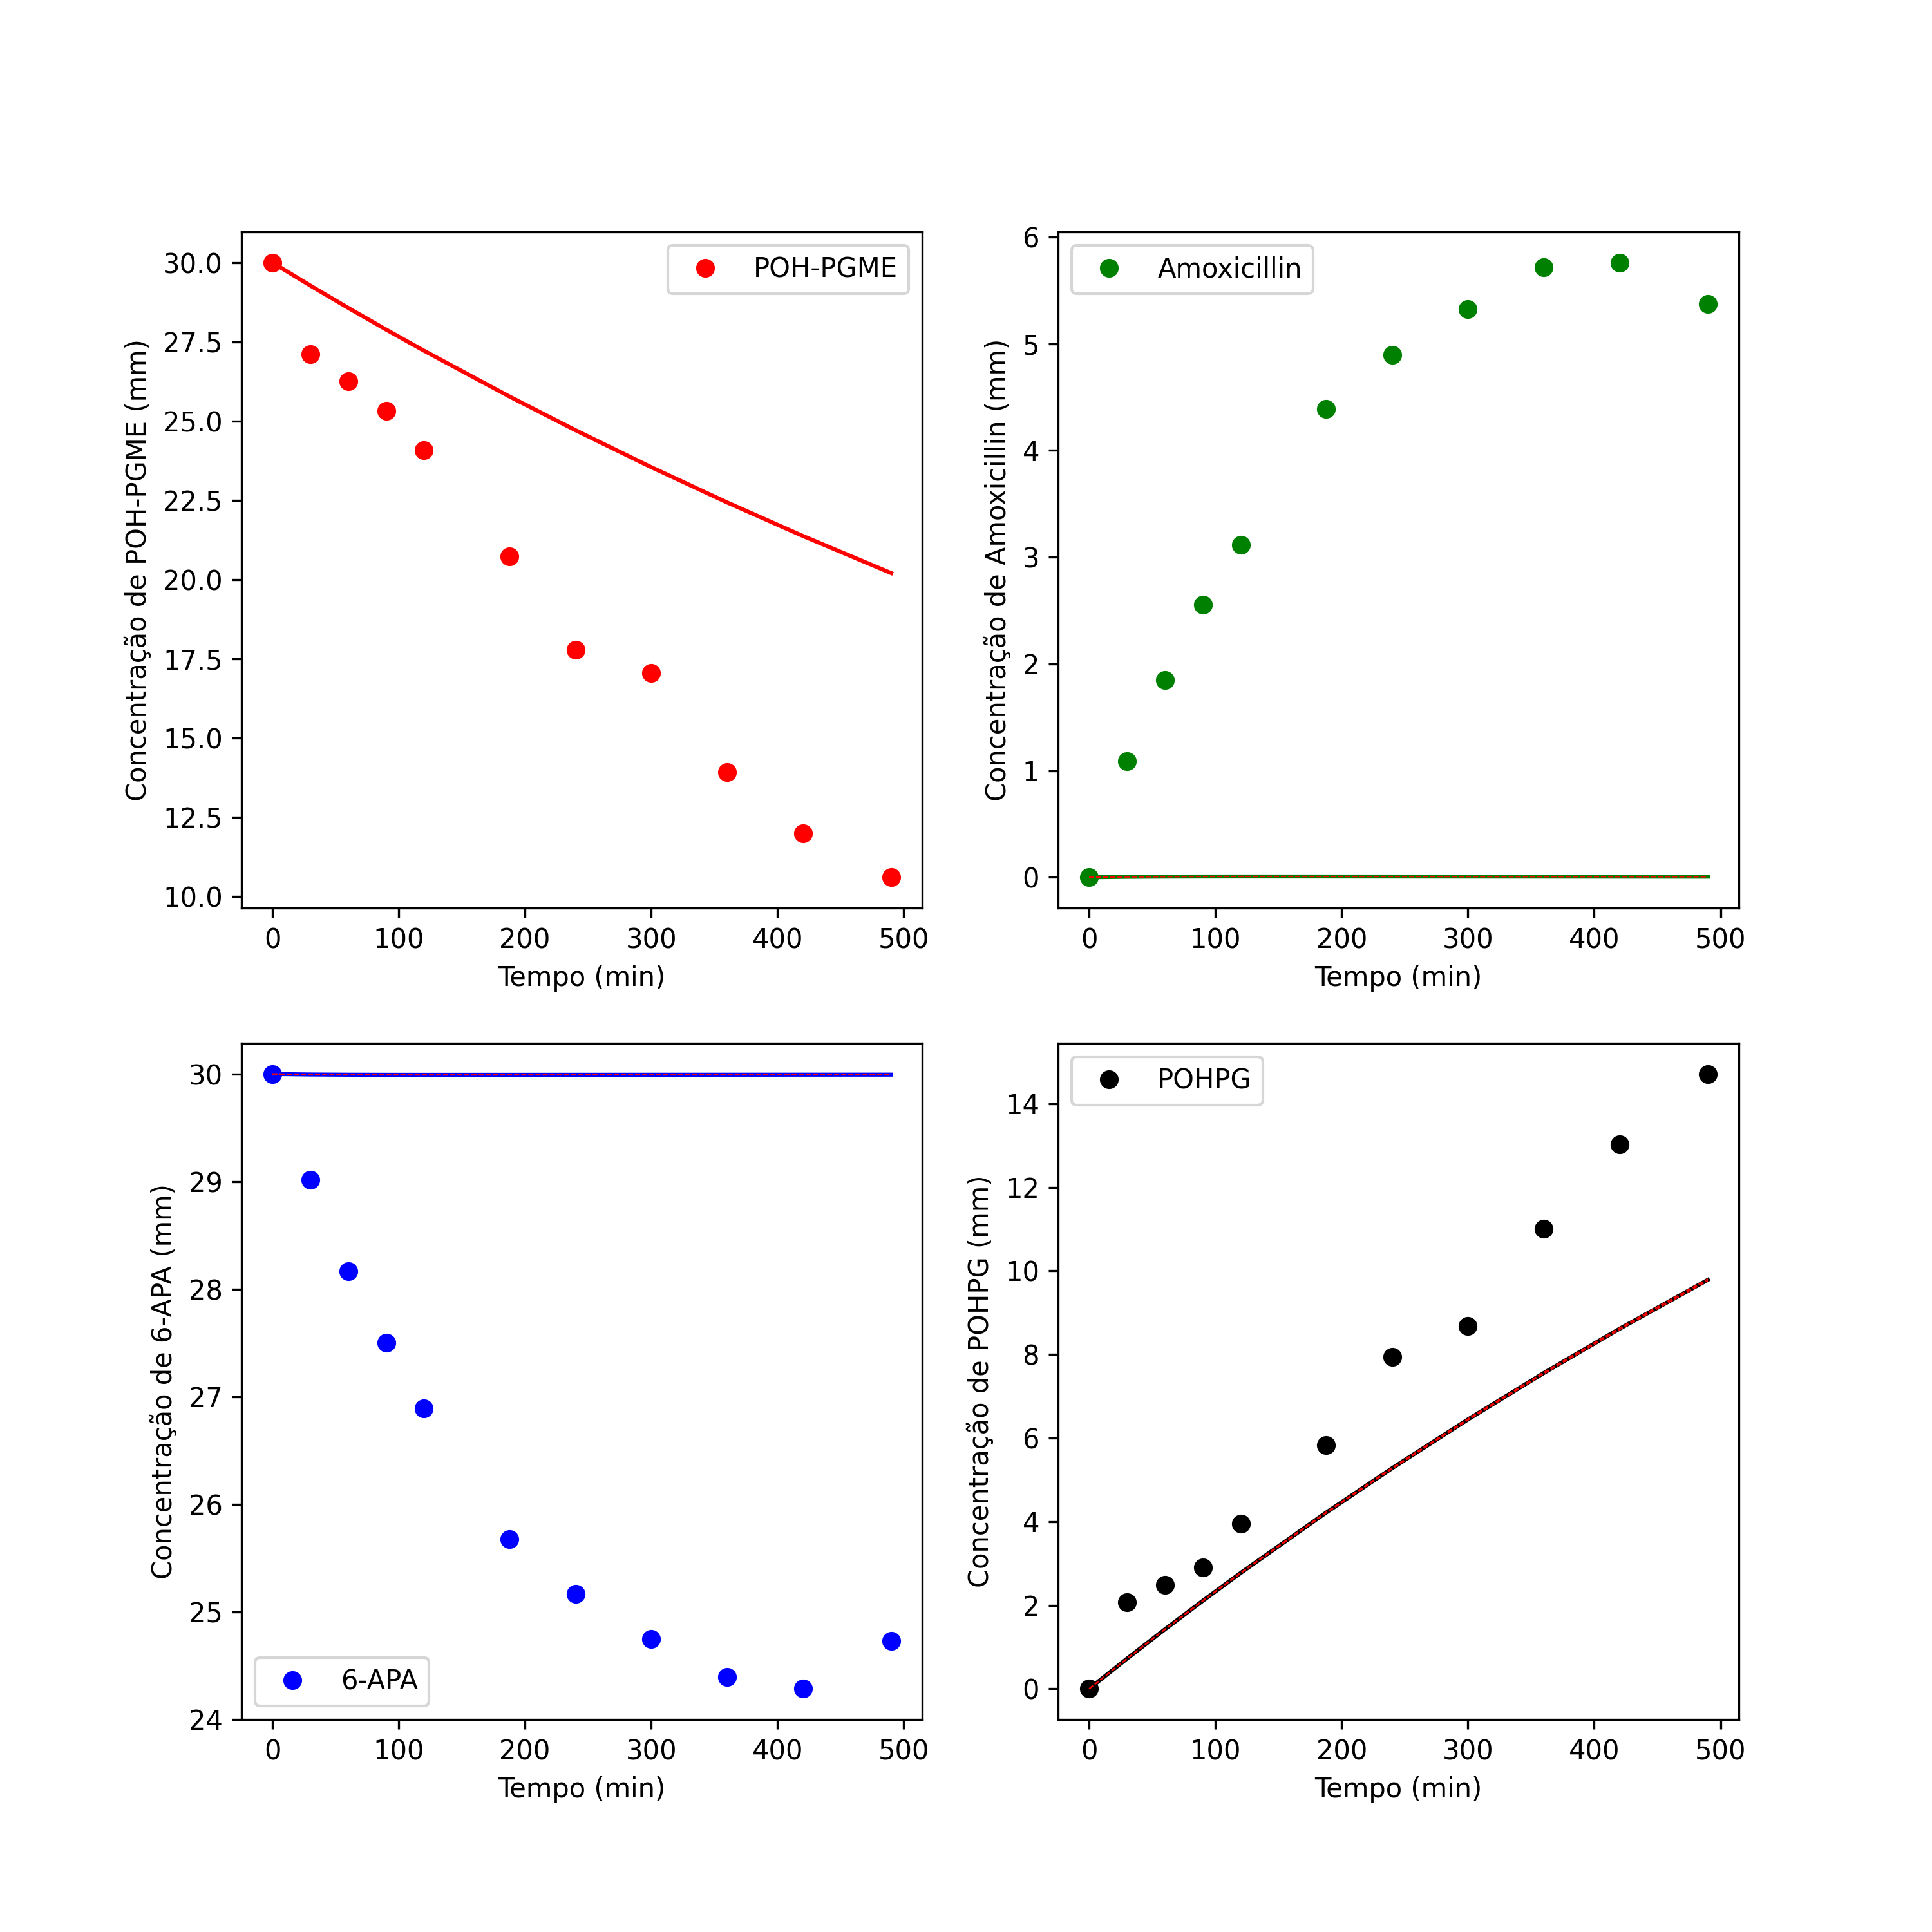 30.0
27.5
25.0
22.5
20.0
17.5
15.0
12.5
10.0
Concentração de POH-PGME (mm)
POH-PGME
0 100 200 300 400 500
Tempo (min)
6
5
4
3
2
1
0
Concentração de Amoxicillin (mm)
Amoxicillin
0 100 200 300 400 500
Tempo (min)
30
29
28
27
26
25
24
Concentração de 6-APA (mm)
6-APA
0 100 200 300 400 500
Tempo (min)
14
12
10
8
6
4
2
0
Concentração de POHPG (mm)
POHPG
0 100 200 300 400 500
Tempo (min)